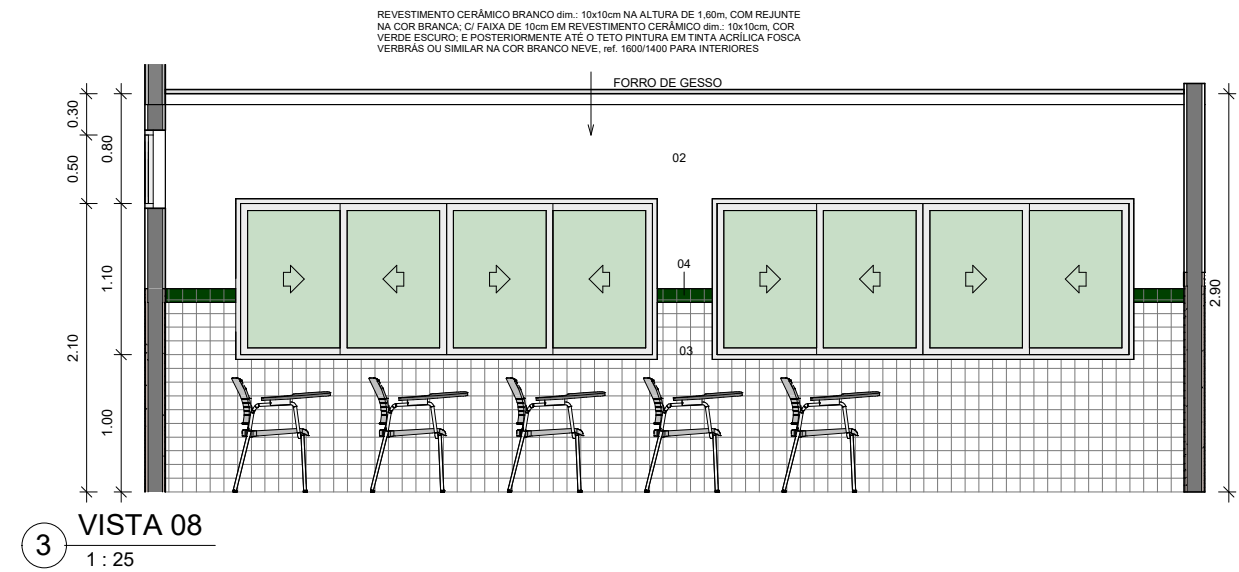 REVESTIMENTO CERÂMICO BRANCO dim.: 10x10cm NA ALTURA DE 1,60m, COM REJUNTE
NA COR BRANCA; C/ FAIXA DE 10cm EM REVESTIMENTO CERÂMICO dim.: 10x10cm, COR
VERDE ESCURO; E POSTERIORMENTE ATÉ O TETO PINTURA EM TINTA ACRÍLICA FOSCA
VERBRÁS OU SIMILAR NA COR BRANCO NEVE, ref. 1600/1400 PARA INTERIORES
FORRO DE GESSO
0.30
0.80
0.50
02
04
1.10
2.90
2.10
03
1.00
3
VISTA 08
1 : 25